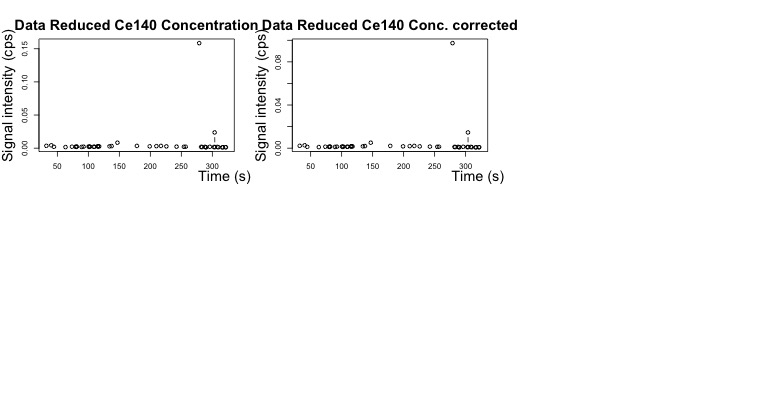 Data Reduced Ce140 Concentration
Signal intensity (cps)
0.00 0.05 0.10 0.15
50 100 150 200 250 300
Time (s)
Data Reduced Ce140 Conc. corrected
Signal intensity (cps)
0.00 0.04 0.08
50 100 150 200 250 300
Time (s)